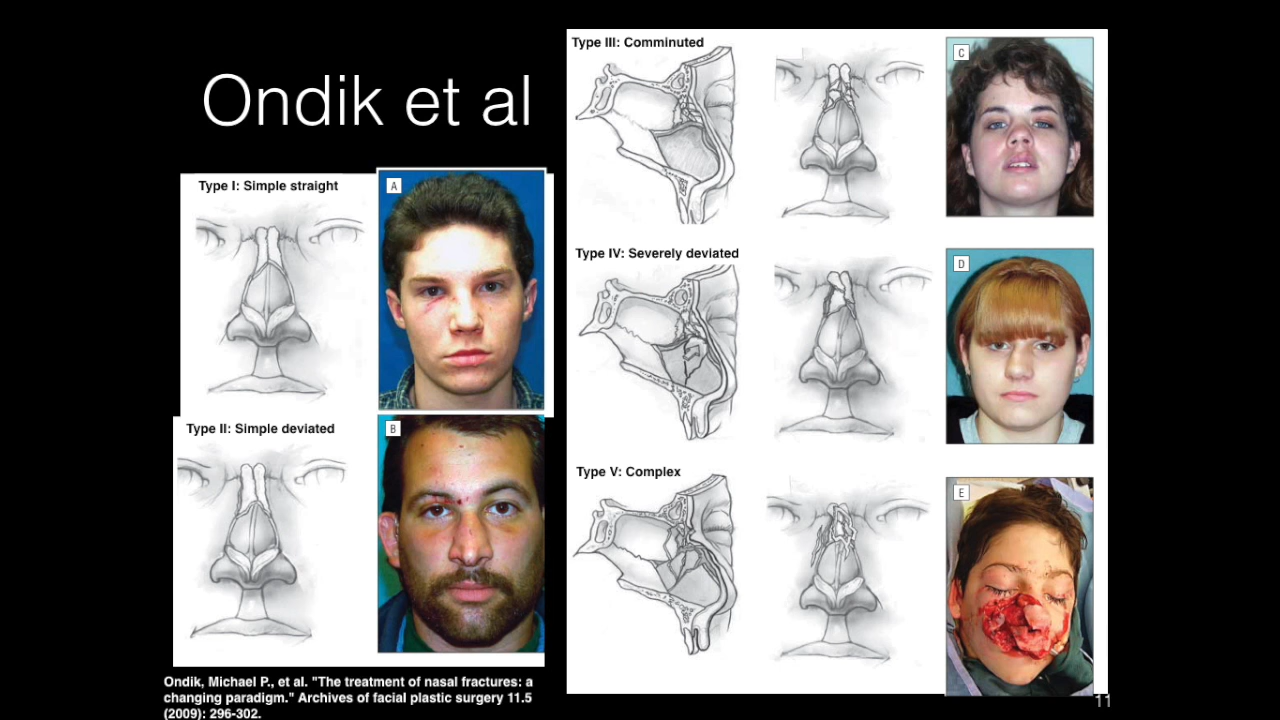 Ondik et al
Type I: Simple straight
A
Type II: Simple deviated
B
Ondik, Michael P., et al. "The treatment of nasal fractures: a
changing paradigm." Archives of facial plastic surgery 11.5
(2009): 296-302.
Type III: Comminuted
C
Type IV: Severely deviated
D
Type V: Complex
E
11